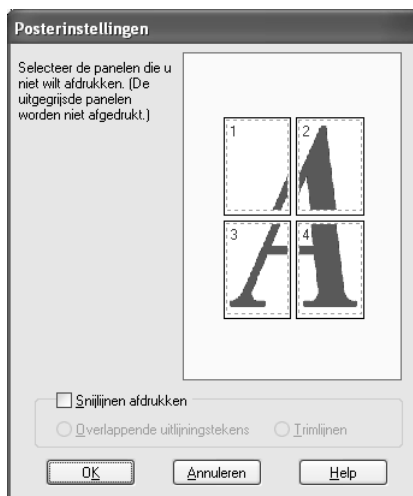 Posterinstellingen
Selecteer de panelen die u
niet wilt afdrukken. (De
uitgegrijsde panelen
worden niet afgedrukt.)
1 2
3 4
Snijlijnen afdrukken
Overlappende uitlijningstekens Trimlijnen
OK Annuleren Help